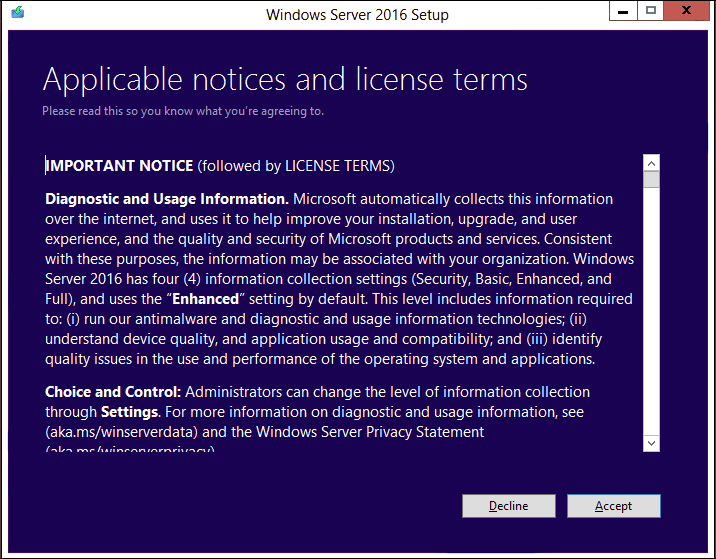 Windows Server 2016 Setup
Applicable notices and license terms
Please read this so you know what you're agreeing to.
IMPORTANT NOTICE (followed by LICENSE TERMS)
Diagnostic and Usage Information. Microsoft automatically collects this information
over the internet, and uses it to help improve your installation, upgrade, and user
experience, and the quality and security of Microsoft products and services. Consistent
with these purposes, the information may be associated with your organization. Windows
Server 2016 has four (4) information collection settings (Security, Basic, Enhanced, and
Full), and uses the "Enhanced" setting by default. This level includes information required
to: (i) run our antimalware and diagnostic and usage information technologies; (ii)
understand device quality, and application usage and compatibility; and (iii) identify
quality issues in the use and performance of the operating system and applications.
Choice and Control: Administrators can change the level of information collection
through Settings. For more information on diagnostic and usage information, see
(aka.ms/winserverdata) and the Windows Server Privacy Statement
(aka.ms/winserverprivacy)
Decline
Accept